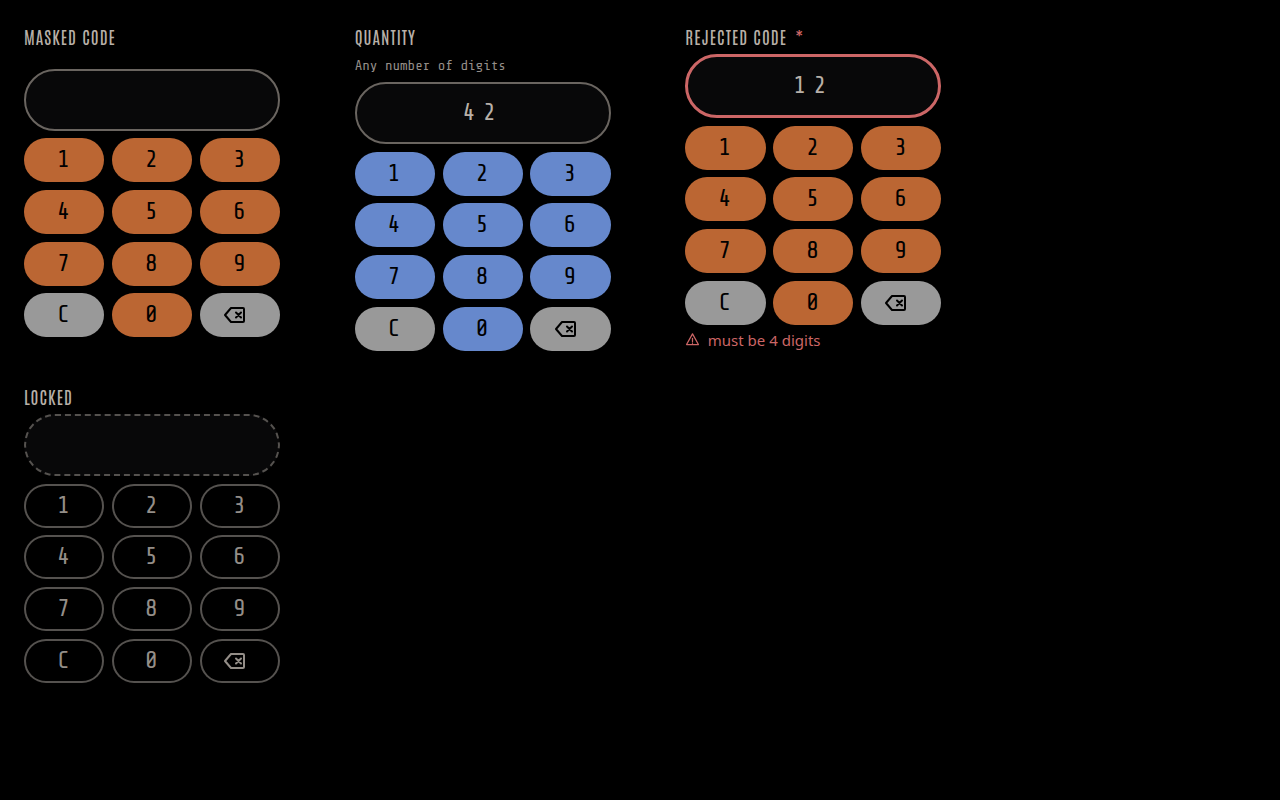 MASKED CODE
1 2 3
4 5 6
7 8 9
C 0
QUANTITY
Any number of digits
4 2
1 2 3
4 5 6
7 8 9
C 0
REJECTED CODE *
1 2
1 2 3
4 5 6
7 8 9
C 0
must be 4 digits
LOCKED
1 2 3
4 5 6
7 8 9
C 0